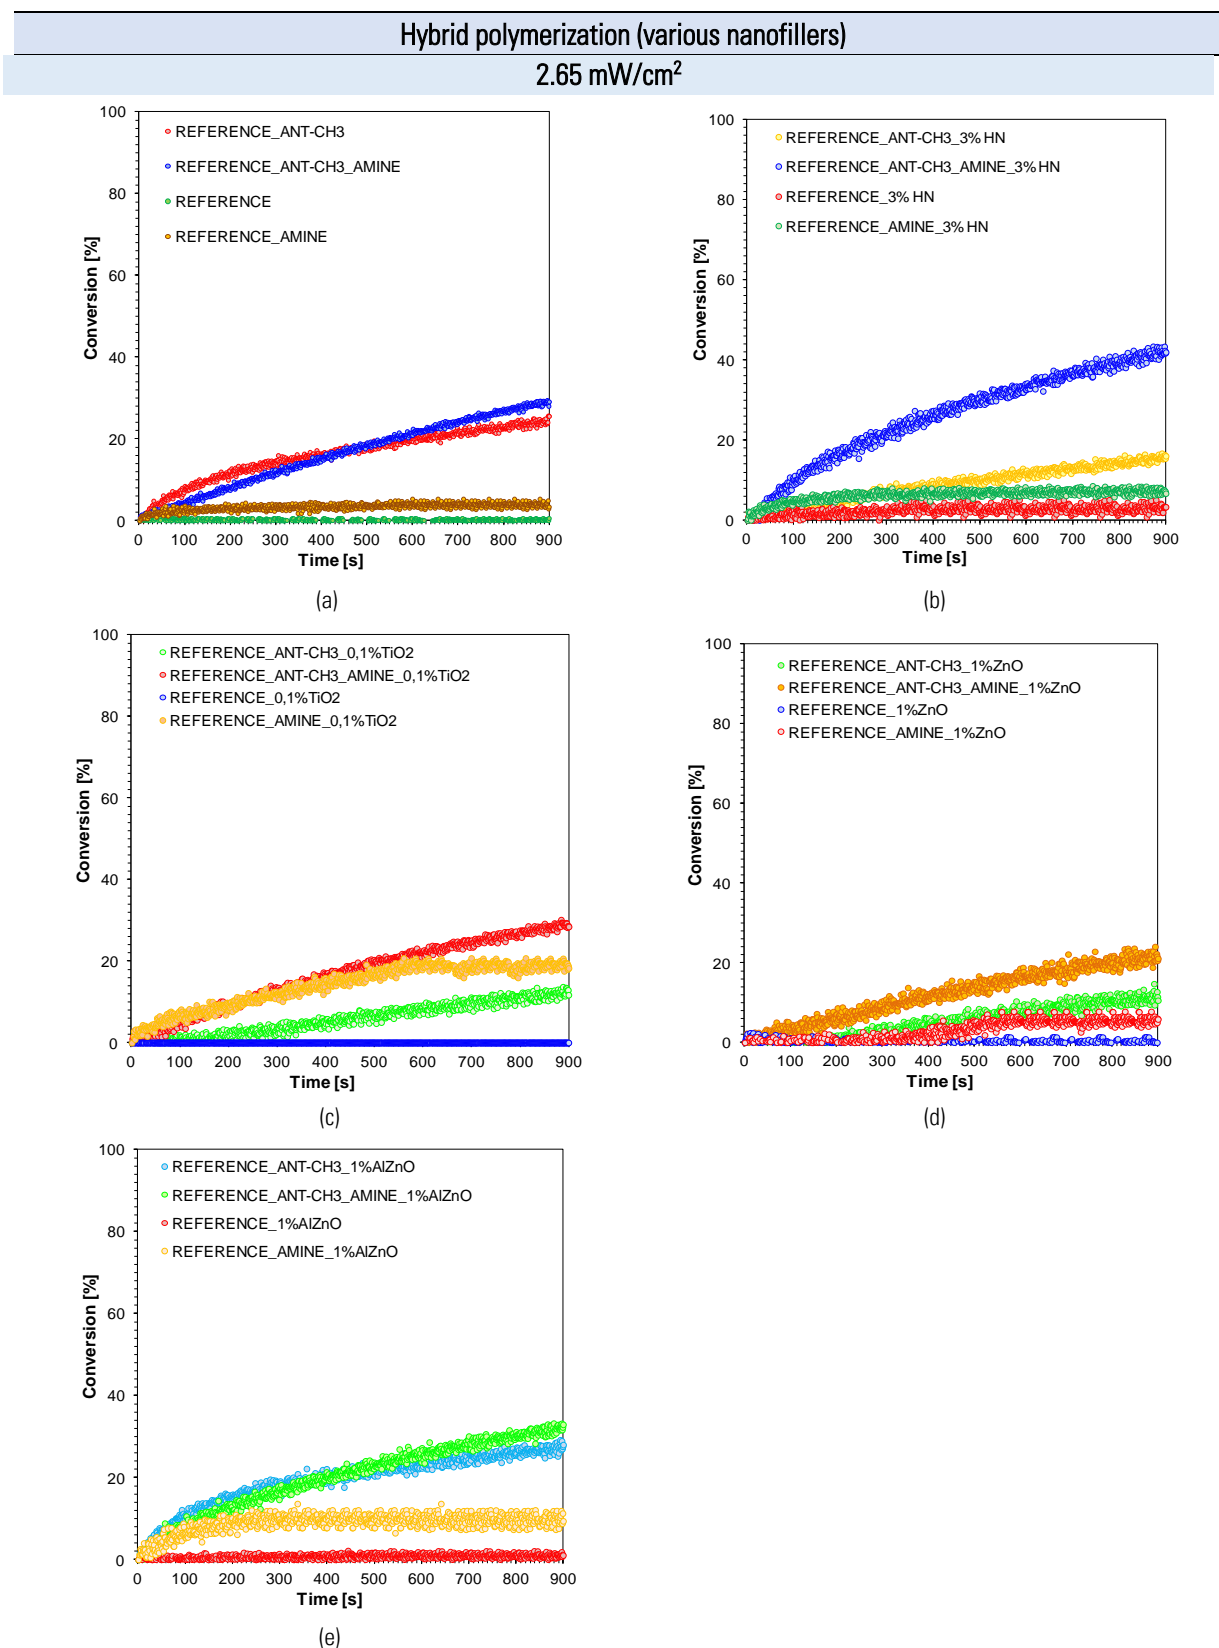 Hybrid polymerization (various nanofillers)
2.65 mW/cm²
100
80
60
40
20
0
Conversion [%]
REFERENCE_ANT-CH3
REFERENCE_ANT-CH3_AMINE
REFERENCE
REFERENCE_AMINE
0 100 200 300 400 500 600 700 800 900
Time [s]
(a)
100
80
60
40
20
0
Conversion [%]
REFERENCE_ANT-CH3_3% HN
REFERENCE_ANT-CH3_AMINE_3% HN
REFERENCE_3% HN
REFERENCE_AMINE_3% HN
0 100 200 300 400 500 600 700 800 900
Time [s]
(b)
100
80
60
40
20
0
Conversion [%]
REFERENCE_ANT-CH3_0,1%TiO2
REFERENCE_ANT-CH3_AMINE_0,1%TiO2
REFERENCE_0,1%TiO2
REFERENCE_AMINE_0,1%TiO2
0 100 200 300 400 500 600 700 800 900
Time [s]
(c)
100
80
60
40
20
0
Conversion [%]
REFERENCE_ANT-CH3_1%ZnO
REFERENCE_ANT-CH3_AMINE_1%ZnO
REFERENCE_1%ZnO
REFERENCE_AMINE_1%ZnO
0 100 200 300 400 500 600 700 800 900
Time [s]
(d)
100
80
60
40
20
0
Conversion [%]
REFERENCE_ANT-CH3_1%AlZnO
REFERENCE_ANT-CH3_AMINE_1%AlZnO
REFERENCE_1%AlZnO
REFERENCE_AMINE_1%AlZnO
0 100 200 300 400 500 600 700 800 900
Time [s]
(e)